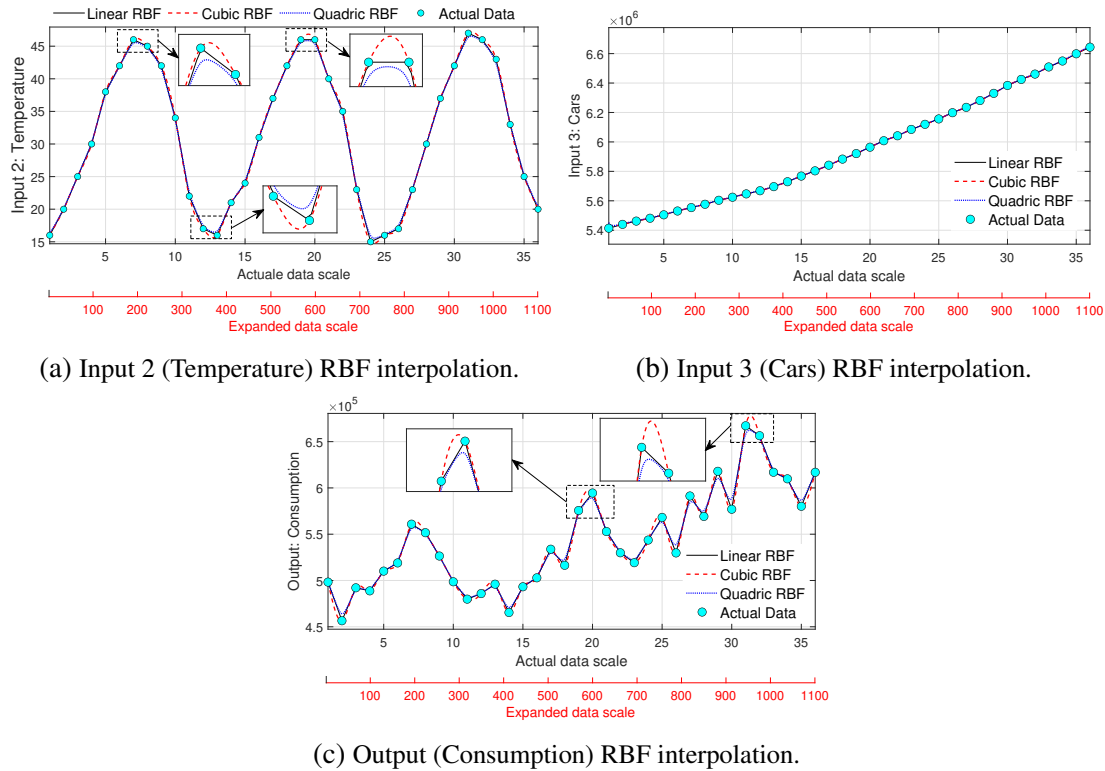 Linear RBF Cubic RBF Quadric RBF Actual Data
45
40
35
30
25
20
15
Input 2: Temperature
5 10 15 20 25 30 35
Actuale data scale
100 200 300 400 500 600 700 800 900 1000 1100
Expanded data scale
(a) Input 2 (Temperature) RBF interpolation.
×10⁶
6.6
6.4
6.2
6
5.8
5.6
5.4
Input 3: Cars
Linear RBF
Cubic RBF
Quadric RBF
Actual Data
5 10 15 20 25 30 35
Actual data scale
100 200 300 400 500 600 700 800 900 1000 1100
Expanded data scale
(b) Input 3 (Cars) RBF interpolation.
×10⁵
6.5
6
5.5
5
4.5
Output: Consumption
Linear RBF
Cubic RBF
Quadric RBF
Actual Data
5 10 15 20 25 30 35
Actual data scale
100 200 300 400 500 600 700 800 900 1000 1100
Expanded data scale
(c) Output (Consumption) RBF interpolation.